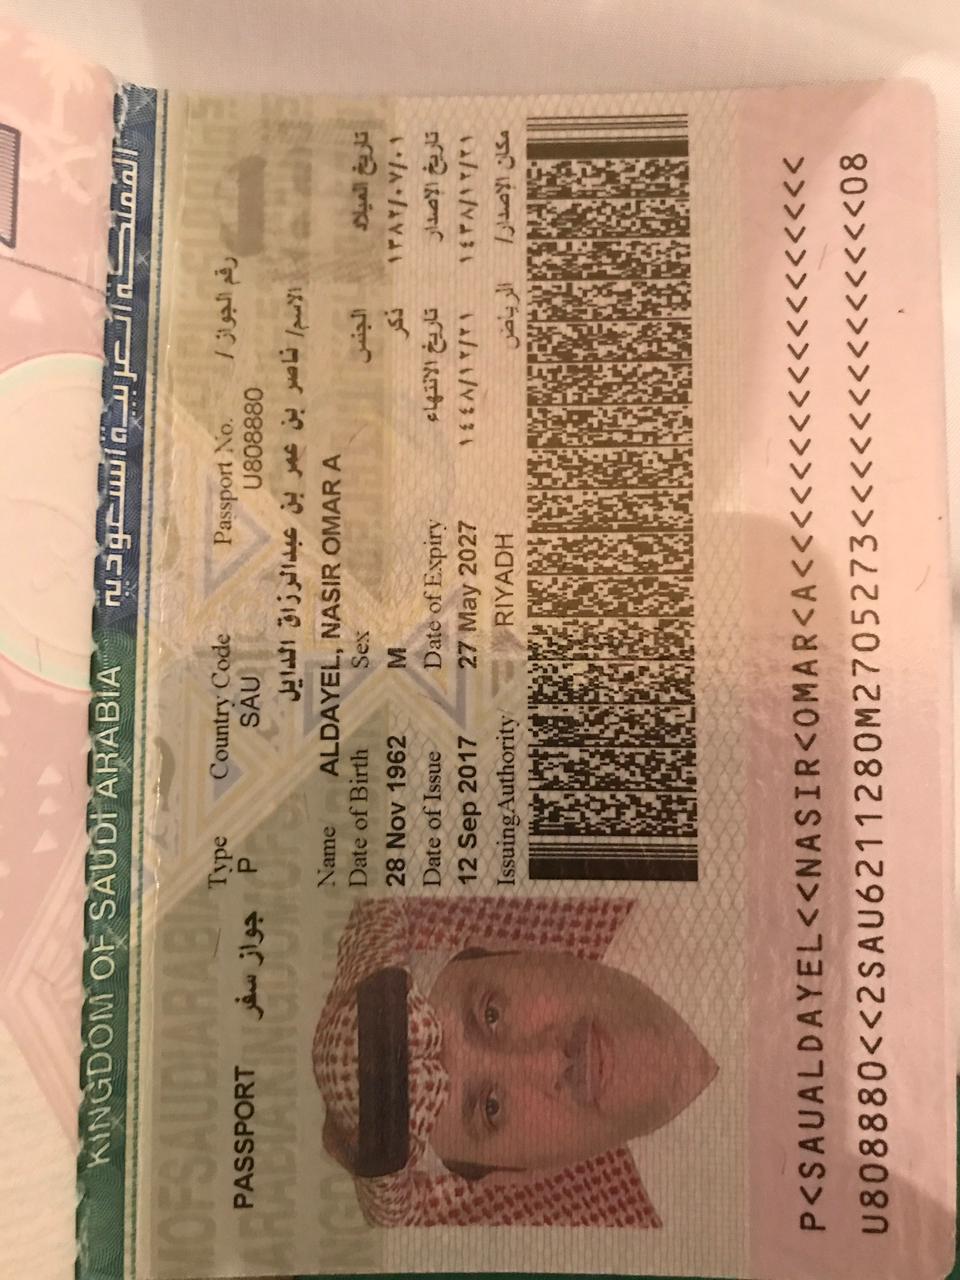 KINGDOM OF SAUDI ARABIA المملكة العربية السعودية
Type Country Code Passport No. رقم الجواز /
PASSPORT جواز سفر P SAU U808880
الاسم/ ناصر بن عمر بن عبدالرزاق الدايل
Name ALDAYEL, NASIR OMAR A
Date of Birth Sex الجنس تاريخ الميلاد
28 Nov 1962 M ذكر ١٣٨٢/٠٧/٠١
Date of Issue Date of Expiry تاريخ الانتهاء تاريخ الإصدار
12 Sep 2017 27 May 2027 ١٤٤٨/١٢/٢١ ١٤٣٨/١٢/٢١
IssuingAuthority/ RIYADH الرياض مكان الإصدار/
P<SAUALDAYEL<<NASIR<OMAR<A<<<<<<<<<<<<<<<<<<
U808880<<2SAU6211280M2705273<<<<<<<<<<<<<<08